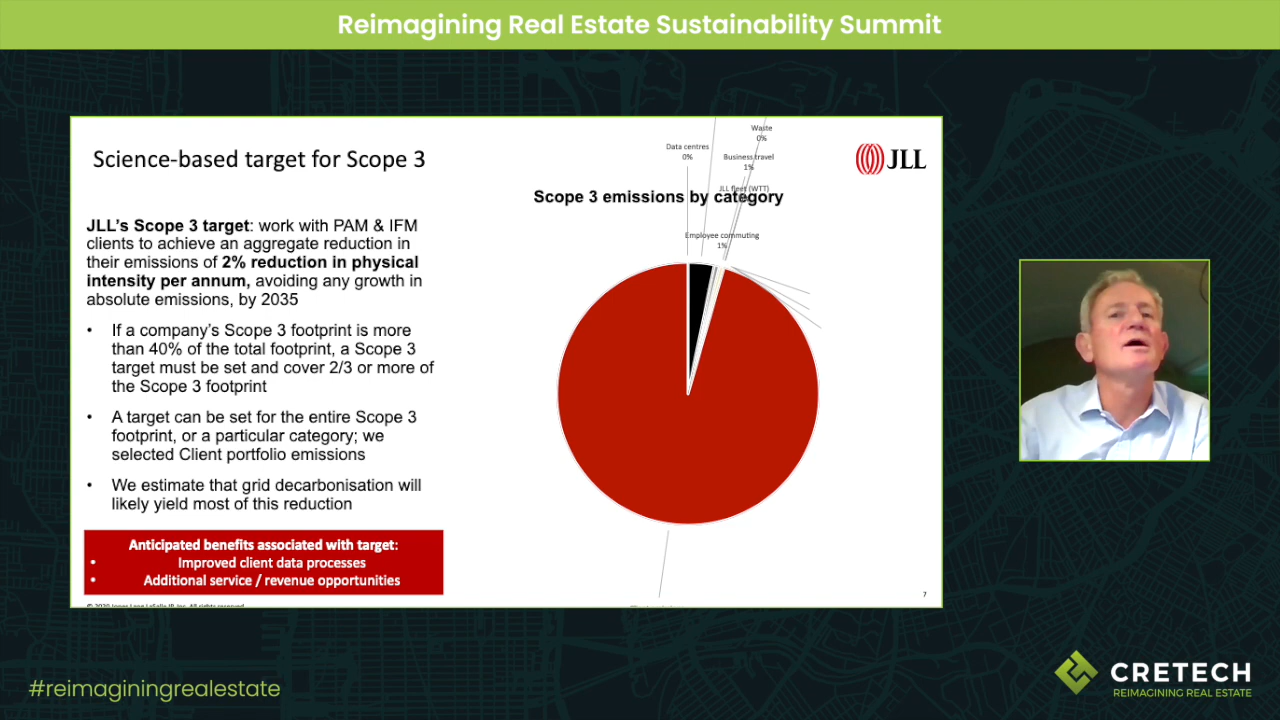 Reimagining Real Estate Sustainability Summit
Science-based target for Scope 3
JLL
JLL's Scope 3 target: work with PAM & IFM
clients to achieve an aggregate reduction in
their emissions of 2% reduction in physical
intensity per annum, avoiding any growth in
absolute emissions, by 2035
• If a company's Scope 3 footprint is more
than 40% of the total footprint, a Scope 3
target must be set and cover 2/3 or more of
the Scope 3 footprint
• A target can be set for the entire Scope 3
footprint, or a particular category; we
selected Client portfolio emissions
• We estimate that grid decarbonisation will
likely yield most of this reduction
Anticipated benefits associated with target:
• Improved client data processes
• Additional service / revenue opportunities
Waste
0%
Data centres
0%
Business travel
1%
JLL fleet (WTT)
Scope 3 emissions by category
Employee commuting
1%
7
#reimaginingrealestate
CRETECH
REIMAGINING REAL ESTATE